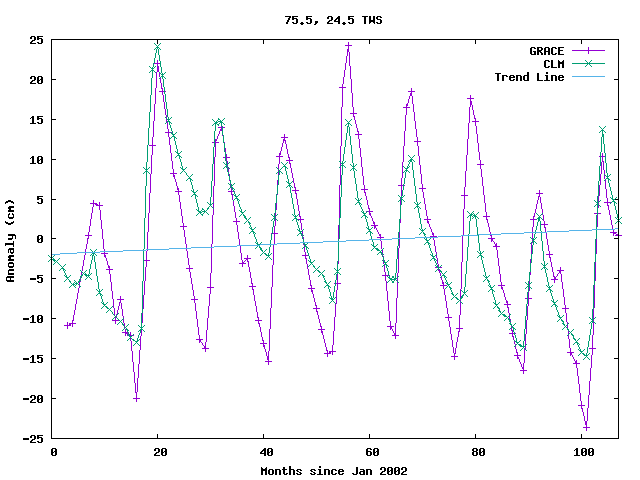 75.5, 24.5 TWS
GRACE
CLM
Trend Line
25
20
15
10
5
0
-5
-10
-15
-20
-25
Anomaly (cm)
0 20 40 60 80 100
Months since Jan 2002